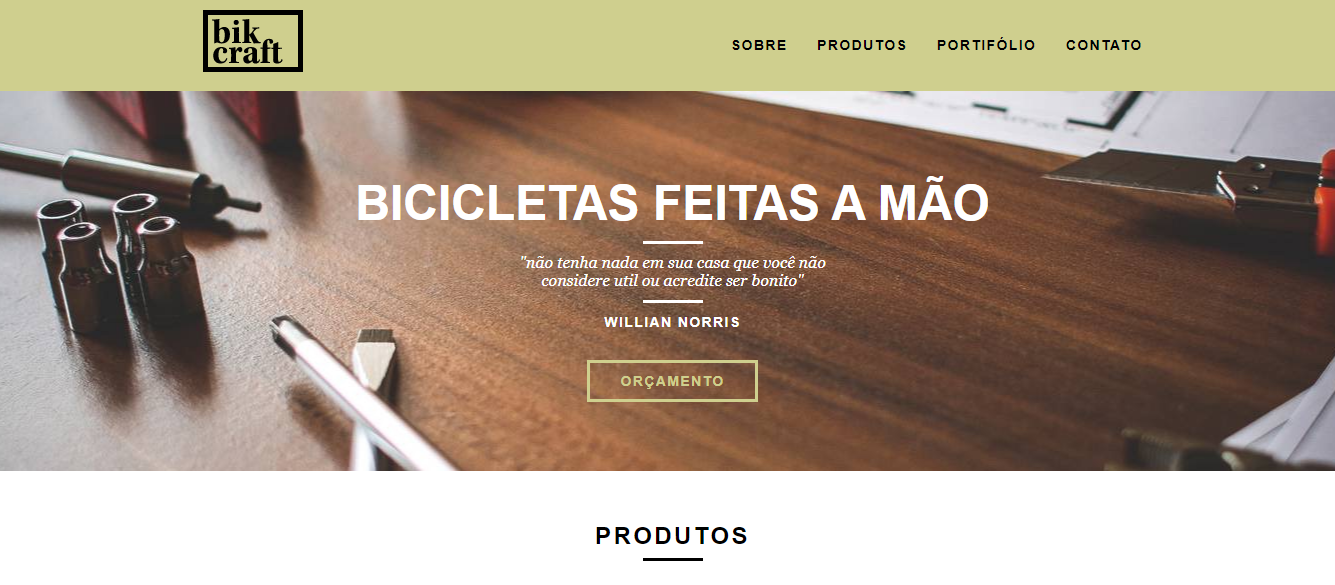 bik
craft
SOBRE PRODUTOS PORTIFÓLIO CONTATO
BICICLETAS FEITAS A MÃO
"não tenha nada em sua casa que você não
considere util ou acredite ser bonito"
WILLIAN NORRIS
ORÇAMENTO
PRODUTOS